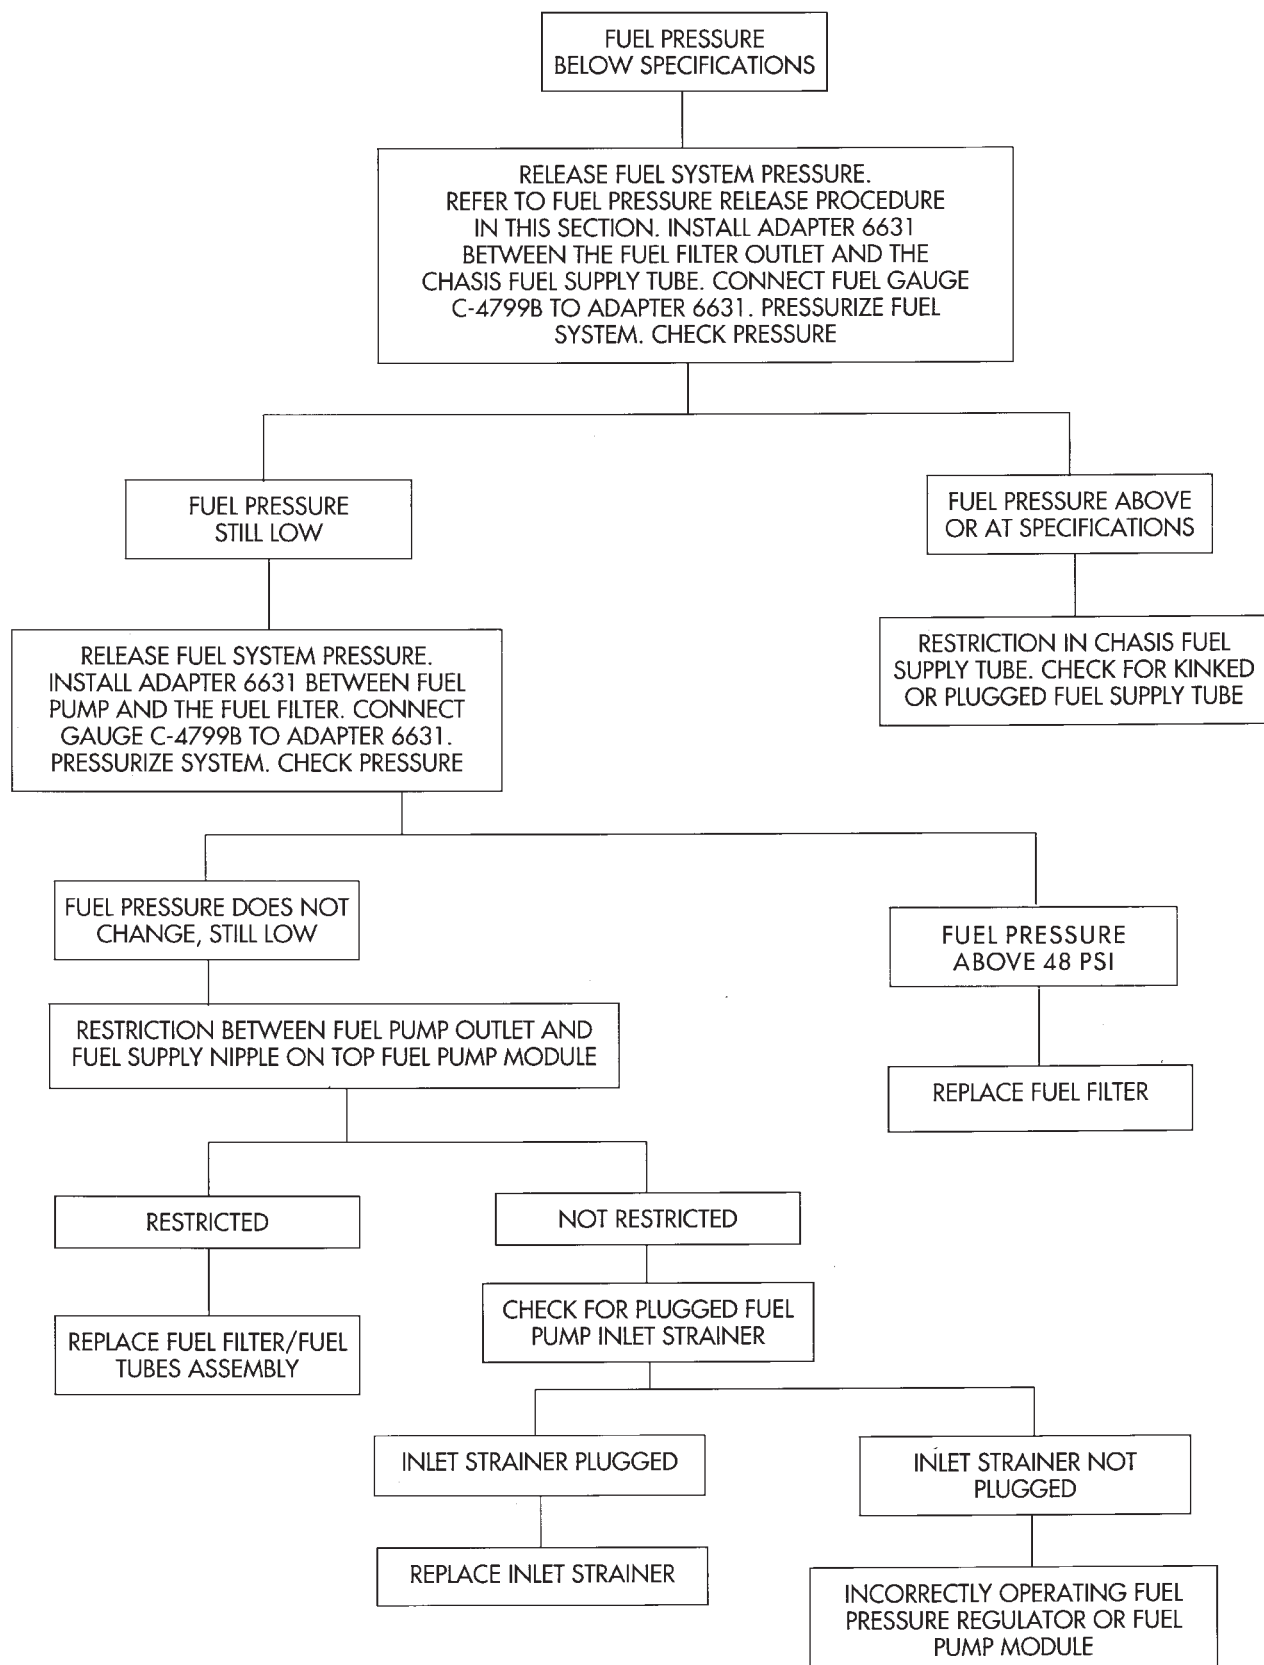 FUEL PRESSURE
BELOW SPECIFICATIONS
RELEASE FUEL SYSTEM PRESSURE.
REFER TO FUEL PRESSURE RELEASE PROCEDURE
IN THIS SECTION. INSTALL ADAPTER 6631
BETWEEN THE FUEL FILTER OUTLET AND THE
CHASIS FUEL SUPPLY TUBE. CONNECT FUEL GAUGE
C-4799B TO ADAPTER 6631. PRESSURIZE FUEL
SYSTEM. CHECK PRESSURE
FUEL PRESSURE
STILL LOW
FUEL PRESSURE ABOVE
OR AT SPECIFICATIONS
RELEASE FUEL SYSTEM PRESSURE.
INSTALL ADAPTER 6631 BETWEEN FUEL
PUMP AND THE FUEL FILTER. CONNECT
GAUGE C-4799B TO ADAPTER 6631.
PRESSURIZE SYSTEM. CHECK PRESSURE
RESTRICTION IN CHASIS FUEL
SUPPLY TUBE. CHECK FOR KINKED
OR PLUGGED FUEL SUPPLY TUBE
FUEL PRESSURE DOES NOT
CHANGE, STILL LOW
FUEL PRESSURE
ABOVE 48 PSI
RESTRICTION BETWEEN FUEL PUMP OUTLET AND
FUEL SUPPLY NIPPLE ON TOP FUEL PUMP MODULE
REPLACE FUEL FILTER
RESTRICTED
NOT RESTRICTED
REPLACE FUEL FILTER/FUEL
TUBES ASSEMBLY
CHECK FOR PLUGGED FUEL
PUMP INLET STRAINER
INLET STRAINER PLUGGED
INLET STRAINER NOT
PLUGGED
REPLACE INLET STRAINER
INCORRECTLY OPERATING FUEL
PRESSURE REGULATOR OR FUEL
PUMP MODULE